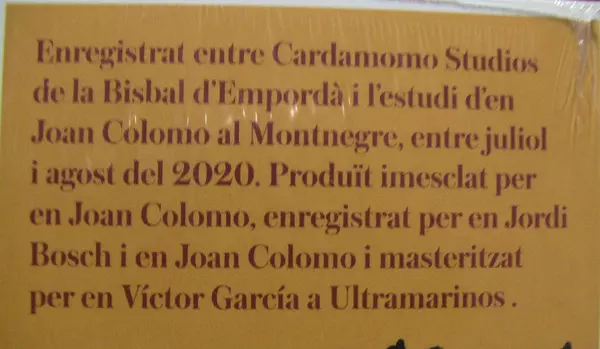 Enregistrat entre Cardamomo Studios
de la Bisbal d'Empordà i l'estudi d'en
Joan Colomo al Montnegre, entre juliol
i agost del 2020. Produït i mesclat per
en Joan Colomo, enregistrat per en Jordi
Bosch i en Joan Colomo i masteritzat
per en Víctor García a Ultramarinos .